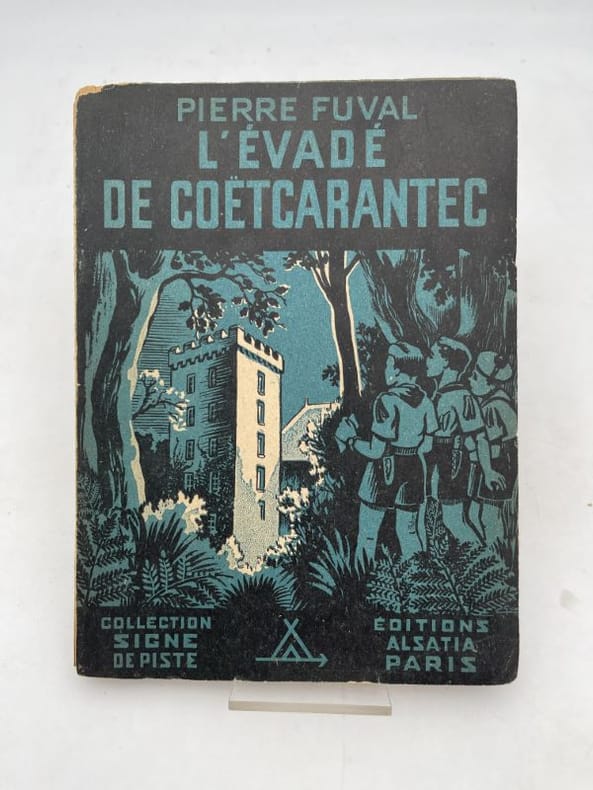 PIERRE FUVAL
L'ÉVADÉ
DE COËTCARANTEC
COLLECTION
SIGNE
DE PISTE
ÉDITIONS
ALSATIA
PARIS